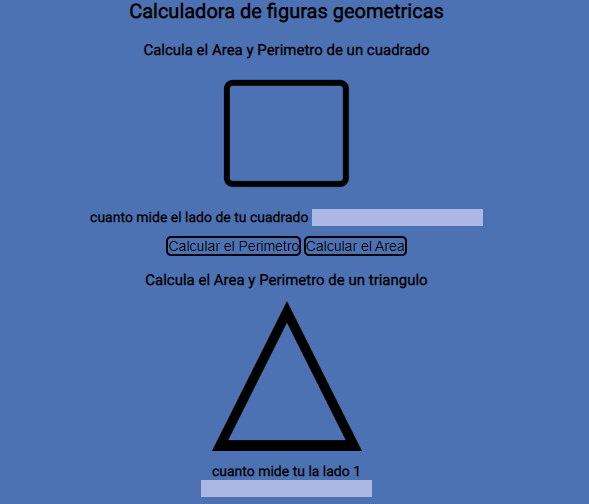 Calculadora de figuras geometricas
Calcula el Area y Perimetro de un cuadrado
cuanto mide el lado de tu cuadrado
Calcular el Perimetro Calcular el Area
Calcula el Area y Perimetro de un triangulo
cuanto mide tu la lado 1